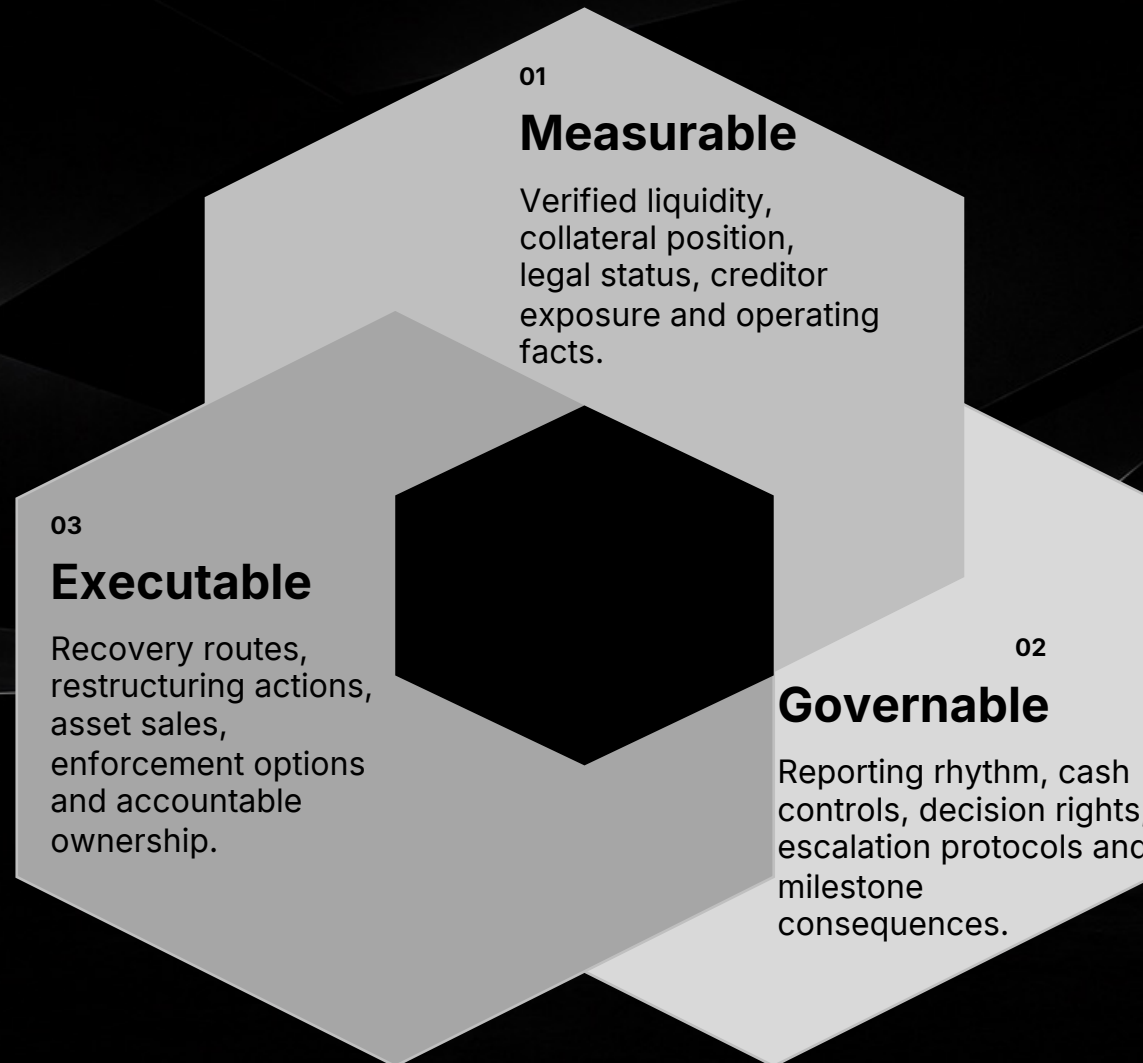 01
Measurable
Verified liquidity,
collateral position,
legal status, creditor
exposure and operating
facts.
03
Executable
Recovery routes,
restructuring actions,
asset sales,
enforcement options
and accountable
ownership.
02
Governable
Reporting rhythm, cash
controls, decision rights,
escalation protocols and
milestone
consequences.